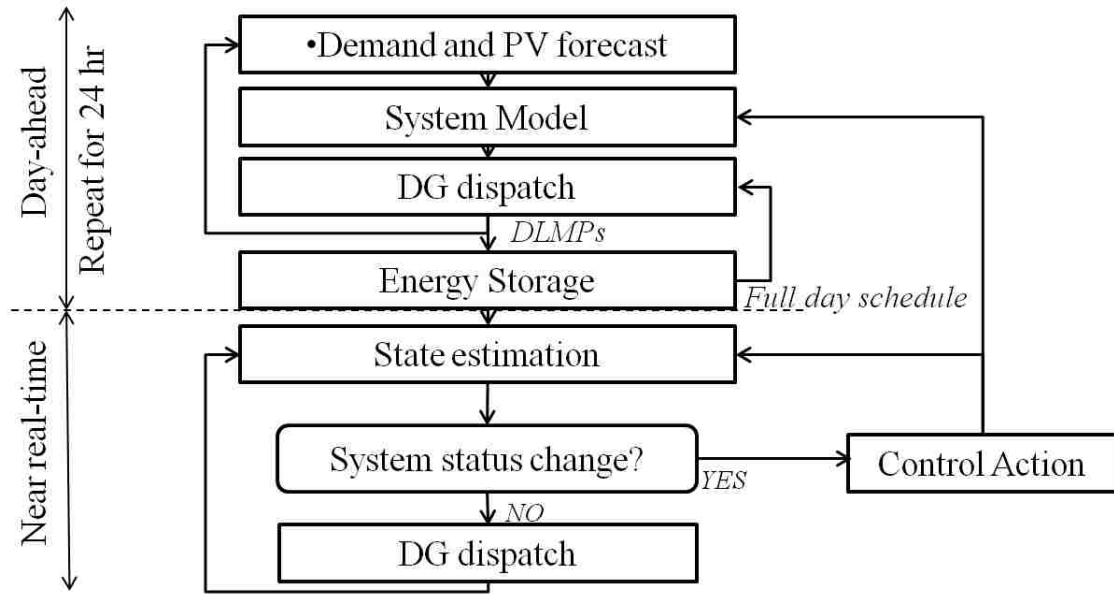 Day-ahead
Repeat for 24 hr
•Demand and PV forecast
System Model
DG dispatch
DLMPs
Energy Storage
Full day schedule
Near real-time
State estimation
System status change?
YES
Control Action
NO
DG dispatch